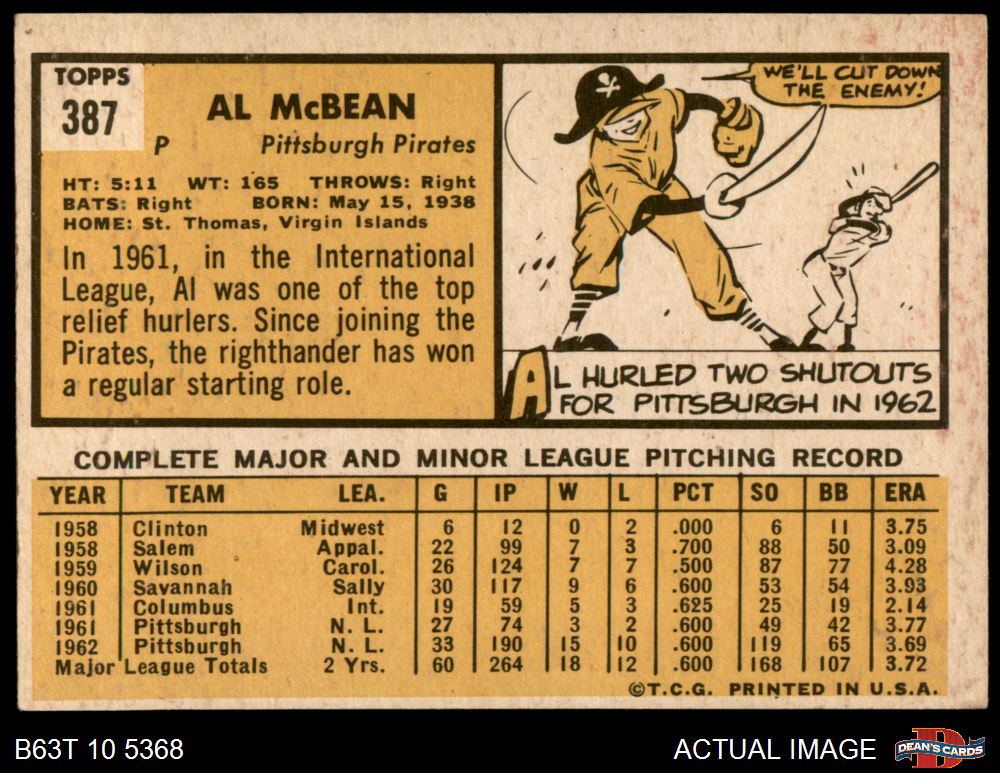 TOPPS
387
AL McBEAN
P Pittsburgh Pirates
HT: 5:11 WT: 165 THROWS: Right
BATS: Right BORN: May 15, 1938
HOME: St. Thomas, Virgin Islands
In 1961, in the International
League, Al was one of the top
relief hurlers. Since joining the
Pirates, the righthander has won
a regular starting role.
WE'LL CUT DOWN
THE ENEMY!
AL HURLED TWO SHUTOUTS
FOR PITTSBURGH IN 1962
COMPLETE MAJOR AND MINOR LEAGUE PITCHING RECORD
YEAR TEAM LEA. G IP W L PCT SO BB ERA
1958 Clinton Midwest 6 12 0 2 .000 6 11 3.75
1958 Salem Appal. 22 99 7 3 .700 88 50 3.09
1959 Wilson Carol. 26 124 7 7 .500 87 77 4.28
1960 Savannah Sally 30 117 9 6 .600 53 54 3.93
1961 Columbus Int. 19 59 5 3 .625 25 19 2.14
1961 Pittsburgh N. L. 27 74 3 2 .600 49 42 3.77
1962 Pittsburgh N. L. 33 190 15 10 .600 119 65 3.69
Major League Totals 2 Yrs. 60 264 18 12 .600 168 107 3.72
©T.C.G. PRINTED IN U.S.A.
B63T 10 5368
ACTUAL IMAGE
DEAN'S CARDS